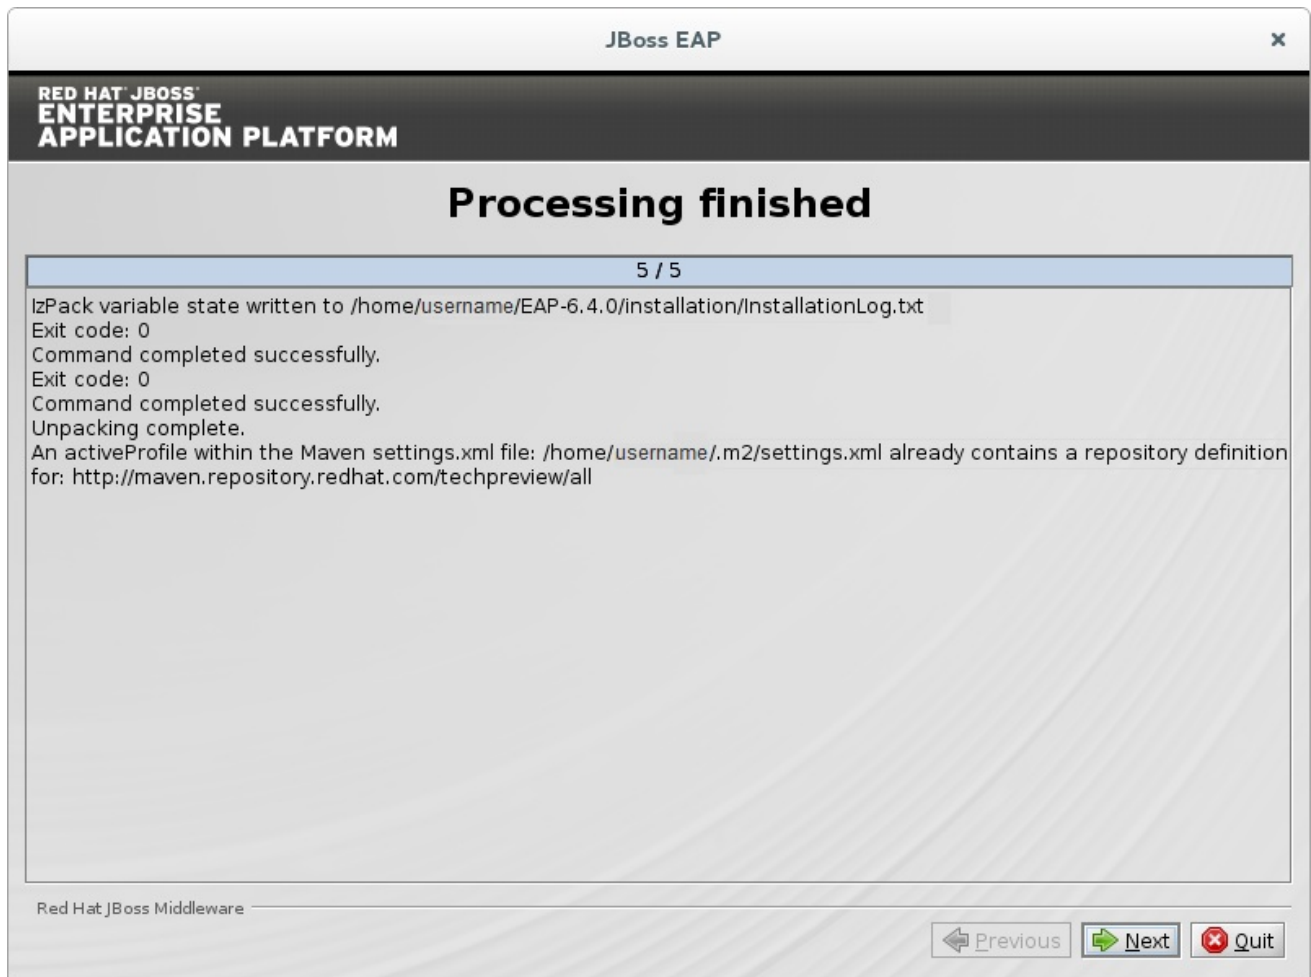 JBoss EAP
RED HAT JBOSS
ENTERPRISE
APPLICATION PLATFORM
Processing finished
5 / 5
IzPack variable state written to /home/username/EAP-6.4.0/installation/InstallationLog.txt
Exit code: 0
Command completed successfully.
Exit code: 0
Command completed successfully.
Unpacking complete.
An activeProfile within the Maven settings.xml file: /home/username/.m2/settings.xml already contains a repository definition
for: http://maven.repository.redhat.com/techpreview/all
Red Hat JBoss Middleware
Previous Next Quit